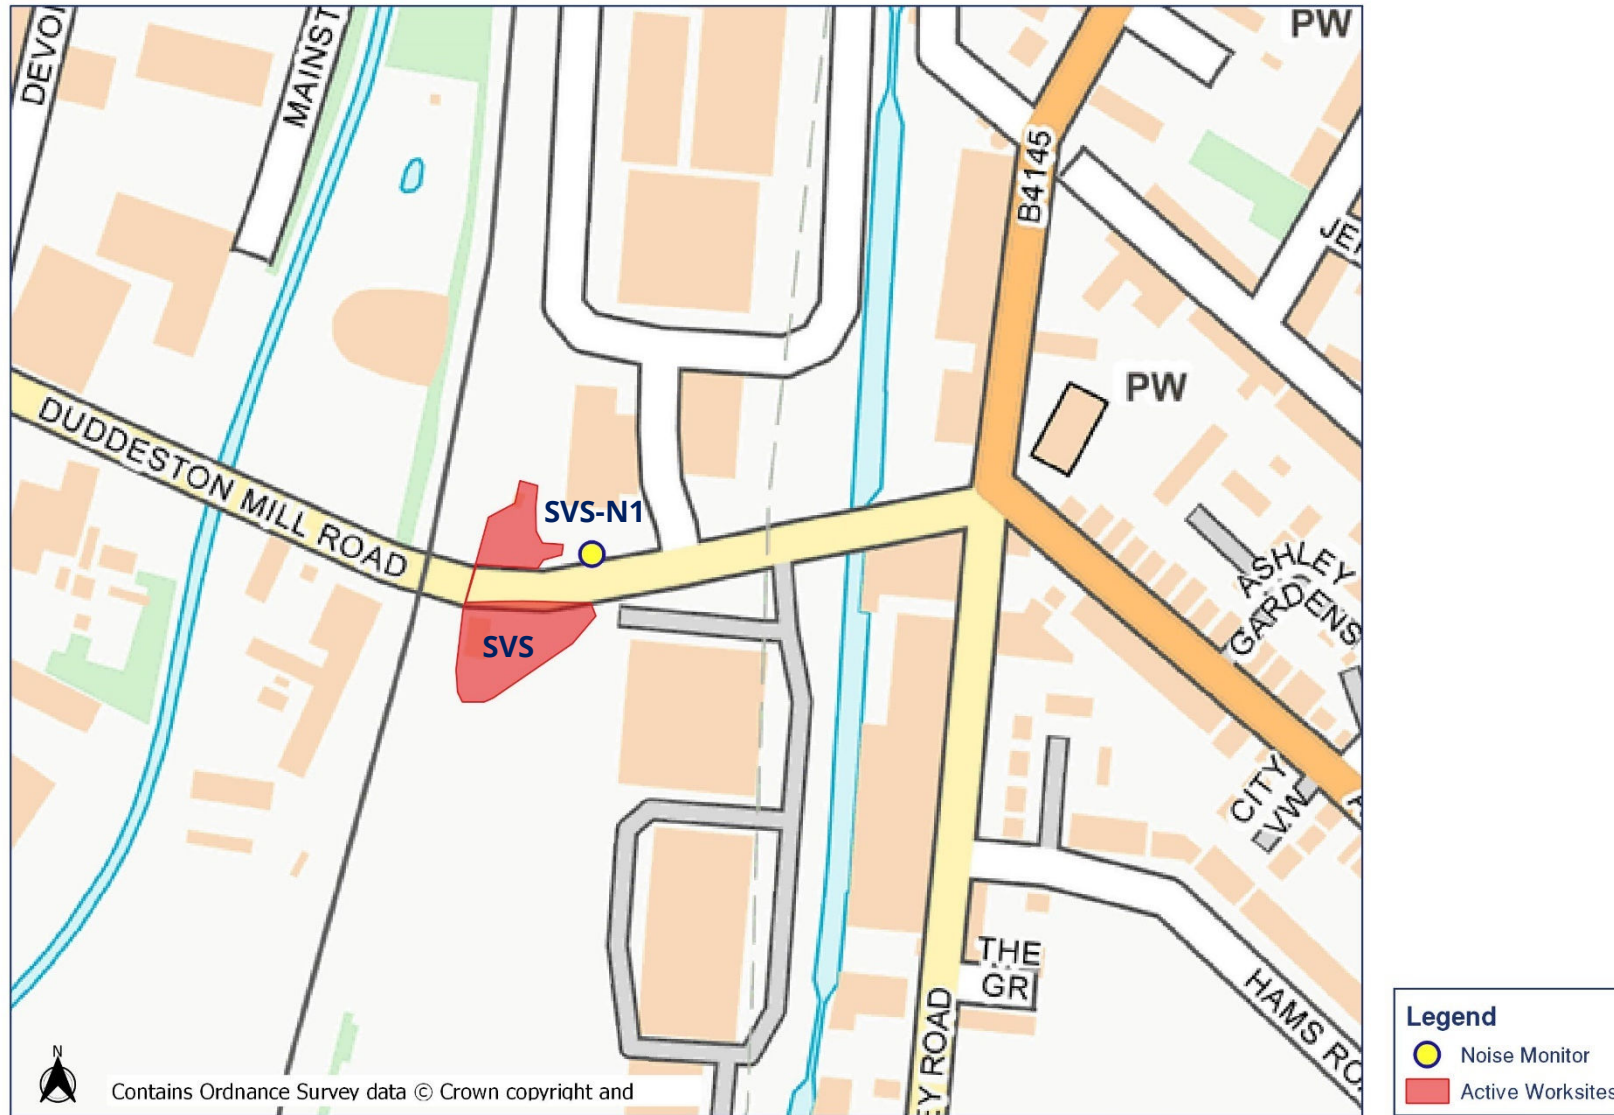 DEVO
MAINST
PW
B4145
JE
PW
DUDDESTON MILL ROAD
SVS-N1
ASHLEY
GARDENS
SVS
CITY
VW
THE
GR
HAMS RO
EY ROAD
N
Contains Ordnance Survey data © Crown copyright and
Legend
Noise Monitor
Active Worksites